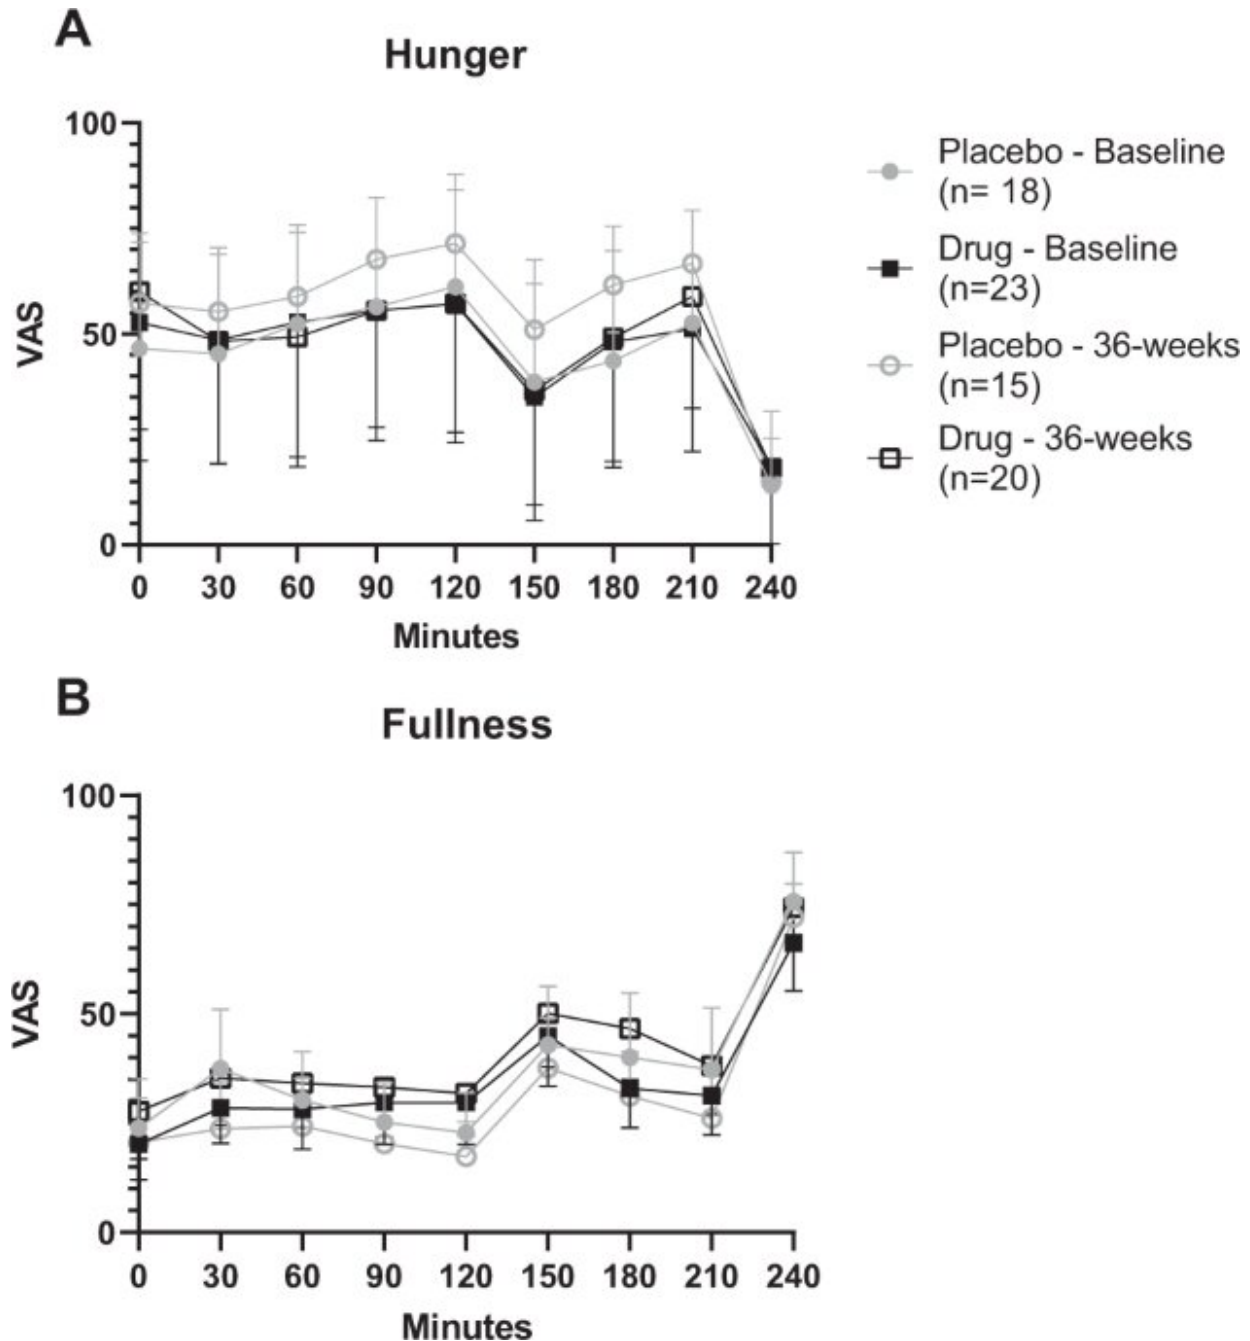 A
Hunger
100
50
0
VAS
0 30 60 90 120 150 180 210 240
Minutes
Placebo - Baseline
(n= 18)
Drug - Baseline
(n=23)
Placebo - 36-weeks
(n=15)
Drug - 36-weeks
(n=20)
B
Fullness
100
50
0
VAS
0 30 60 90 120 150 180 210 240
Minutes